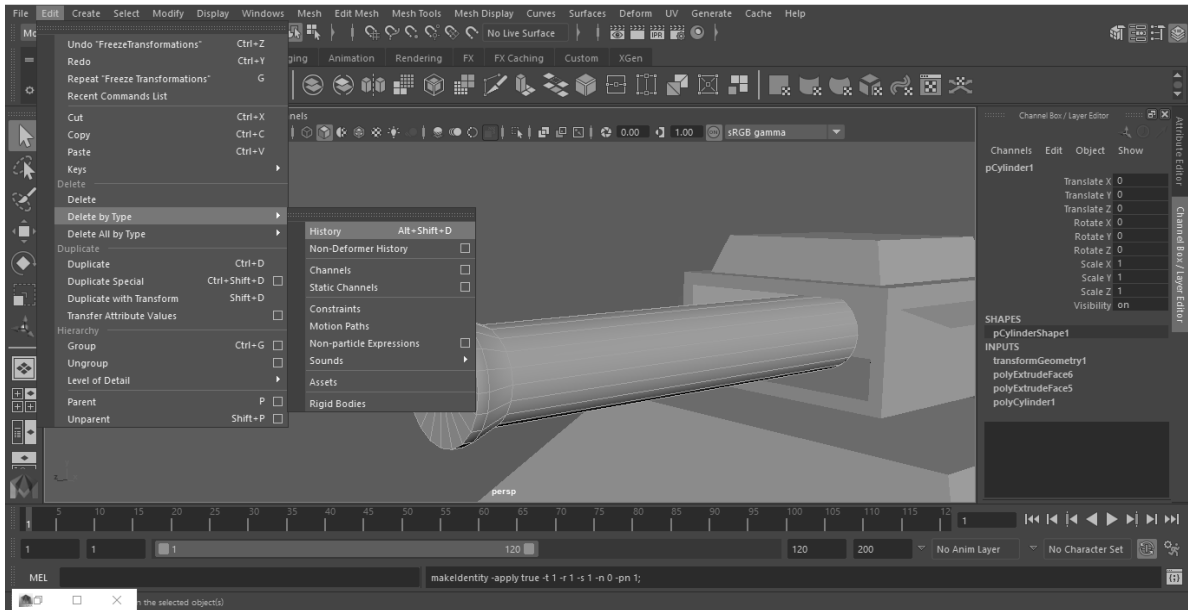 File Edit Create Select Modify Display Windows Mesh Edit Mesh Mesh Tools Mesh Display Curves Surfaces Deform UV Generate Cache Help
No Live Surface
IPR
Animation Rendering FX FX Caching Custom XGen
Undo "FreezeTransformations" Ctrl+Z
Redo Ctrl+Y
Repeat "Freeze Transformations" G
Recent Commands List
Cut Ctrl+X
Copy Ctrl+C
Paste Ctrl+V
Keys
Delete
Delete
Delete by Type
Delete All by Type
Duplicate
Duplicate Ctrl+D
Duplicate Special Ctrl+Shift+D
Duplicate with Transform Shift+D
Transfer Attribute Values
Hierarchy
Group Ctrl+G
Ungroup
Level of Detail
Parent P
Unparent Shift+P
History Alt+Shift+D
Non-Deformer History
Channels
Static Channels
Constraints
Motion Paths
Non-particle Expressions
Sounds
Assets
Rigid Bodies
0.00 1.00 sRGB gamma
persp
Channel Box / Layer Editor
Channels Edit Object Show
pCylinder1
Translate X 0
Translate Y 0
Translate Z 0
Rotate X 0
Rotate Y 0
Rotate Z 0
Scale X 1
Scale Y 1
Scale Z 1
Visibility on
SHAPES
pCylinderShape1
INPUTS
transformGeometry1
polyExtrudeFace6
polyExtrudeFace5
polyCylinder1
Attribute Editor
Channel Box / Layer Editor
1 5 10 15 20 25 30 35 40 45 50 55 60 65 70 75 80 85 90 95 100 105 110 115 12 1
1 1 1 120 120 200 No Anim Layer No Character Set
MEL makeIdentity -apply true -t 1 -r 1 -s 1 -n 0 -pn 1;
n the selected object(s)